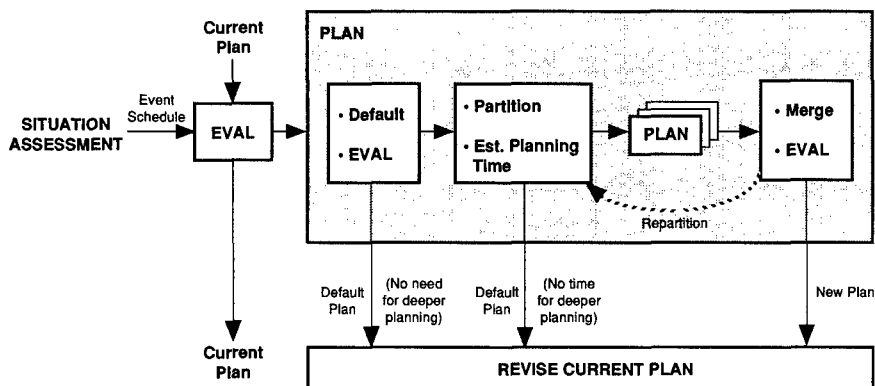 Current
Plan
PLAN
Event
Schedule
SITUATION
ASSESSMENT
EVAL
• Default
• EVAL
• Partition
• Est. Planning
Time
PLAN
• Merge
• EVAL
Repartition
Default
Plan
(No need
for deeper
planning)
Default
Plan
(No time
for deeper
planning)
New Plan
Current
Plan
REVISE CURRENT PLAN